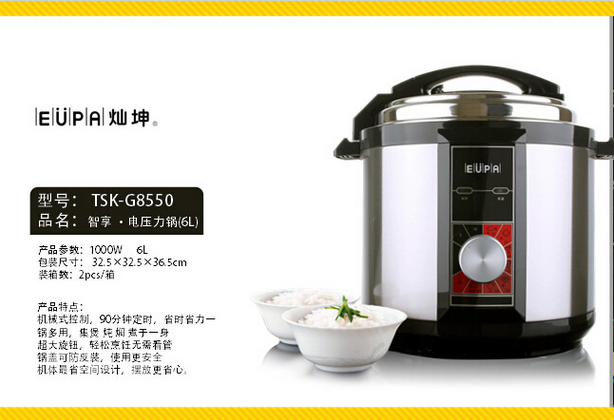 EUPA灿坤®
型号： TSK-G8550
品名： 智享·电压力锅(6L)
产品参数：1000W 6L
包装尺寸： 32.5×32.5×36.5cm
装箱数：2pcs/箱
产品特点：
机械式控制，90分钟定时，省时省力一
锅多用，集煲 炖 焖 煮于一身
超大旋钮，轻松烹饪无需看管
锅盖可防反装，使用更安全
机体最省空间设计，摆放更省心。
EUPA